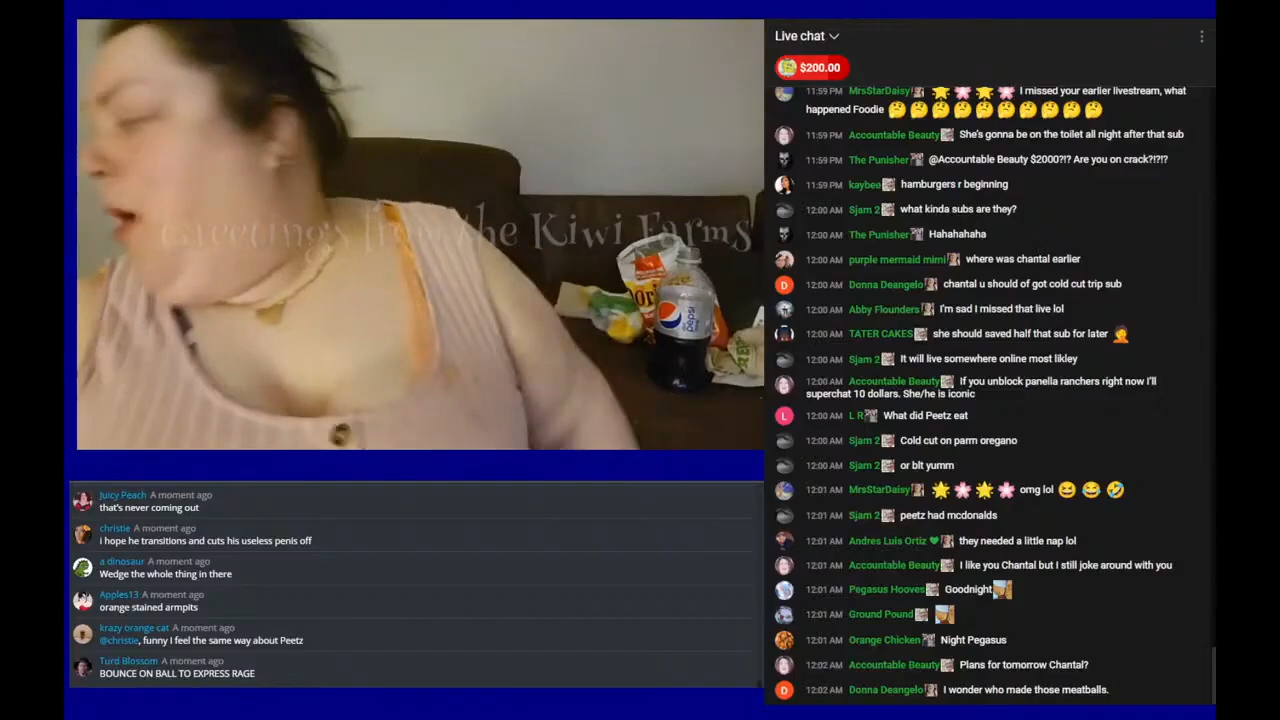 Greetings from the Kiwi Farms
pepsi
Juicy Peach A moment ago
that's never coming out
christie A moment ago
i hope he transitions and cuts his useless penis off
a dinosaur A moment ago
Wedge the whole thing in there
Apples13 A moment ago
orange stained armpits
krazy orange cat A moment ago
@christie, funny I feel the same way about Peetz
Turd Blossom A moment ago
BOUNCE ON BALL TO EXPRESS RAGE
Live chat
$200.00
11:59 PM MrsStarDaisy 🌟 🌸 🌟 🌸 I missed your earlier livestream, what
happened Foodie 🤔 🤔 🤔 🤔 🤔 🤔 🤔 🤔 🤔 🤔
11:59 PM Accountable Beauty She's gonna be on the toilet all night after that sub
11:59 PM The Punisher @Accountable Beauty $2000?!? Are you on crack?!?!?
11:59 PM kaybee hamburgers r beginning
12:00 AM Sjam 2 what kinda subs are they?
12:00 AM The Punisher Hahahahaha
12:00 AM purple mermaid mimi where was chantal earlier
D 12:00 AM Donna Deangelo chantal u should of got cold cut trip sub
12:00 AM Abby Flounders I'm sad I missed that live lol
12:00 AM TATER CAKES she should saved half that sub for later 🤦
12:00 AM Sjam 2 It will live somewhere online most likley
12:00 AM Accountable Beauty If you unblock panella ranchers right now I'll
superchat 10 dollars. She/he is iconic
L 12:00 AM L R What did Peetz eat
12:00 AM Sjam 2 Cold cut on parm oregano
12:00 AM Sjam 2 or blt yumm
12:01 AM MrsStarDaisy 🌟 🌸 🌟 🌸 omg lol 😆 😂 🤣
12:01 AM Sjam 2 peetz had mcdonalds
12:01 AM Andres Luis Ortiz 💚 they needed a little nap lol
12:01 AM Accountable Beauty I like you Chantal but I still joke around with you
12:01 AM Pegasus Hooves Goodnight
12:01 AM Ground Pound
12:01 AM Orange Chicken Night Pegasus
12:02 AM Accountable Beauty Plans for tomorrow Chantal?
D 12:02 AM Donna Deangelo I wonder who made those meatballs.